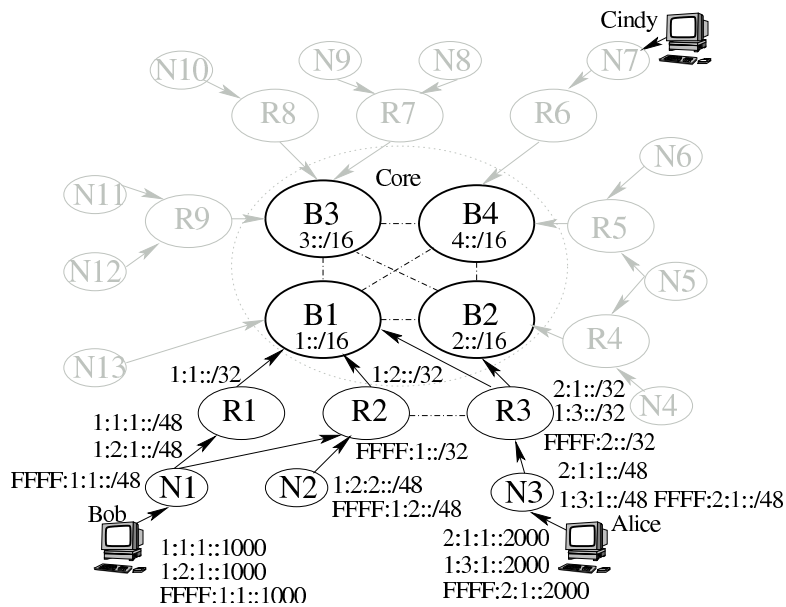 Cindy
N10
N9
N8
N7
R8
R7
R6
N6
Core
N11
R9
B3
3::/16
B4
4::/16
R5
N12
N5
B1
1::/16
B2
2::/16
R4
N13
1:1::/32
1:2::/32
2:1::/32
1:3::/32
N4
R1
R2
R3
1:1:1::/48
1:2:1::/48
FFFF:1::/32
FFFF:2::/32
FFFF:1:1::/48
N1
N2
1:2:2::/48
FFFF:1:2::/48
N3
2:1:1::/48
1:3:1::/48 FFFF:2:1::/48
Bob
Alice
1:1:1::1000
1:2:1::1000
FFFF:1:1::1000
2:1:1::2000
1:3:1::2000
FFFF:2:1::2000